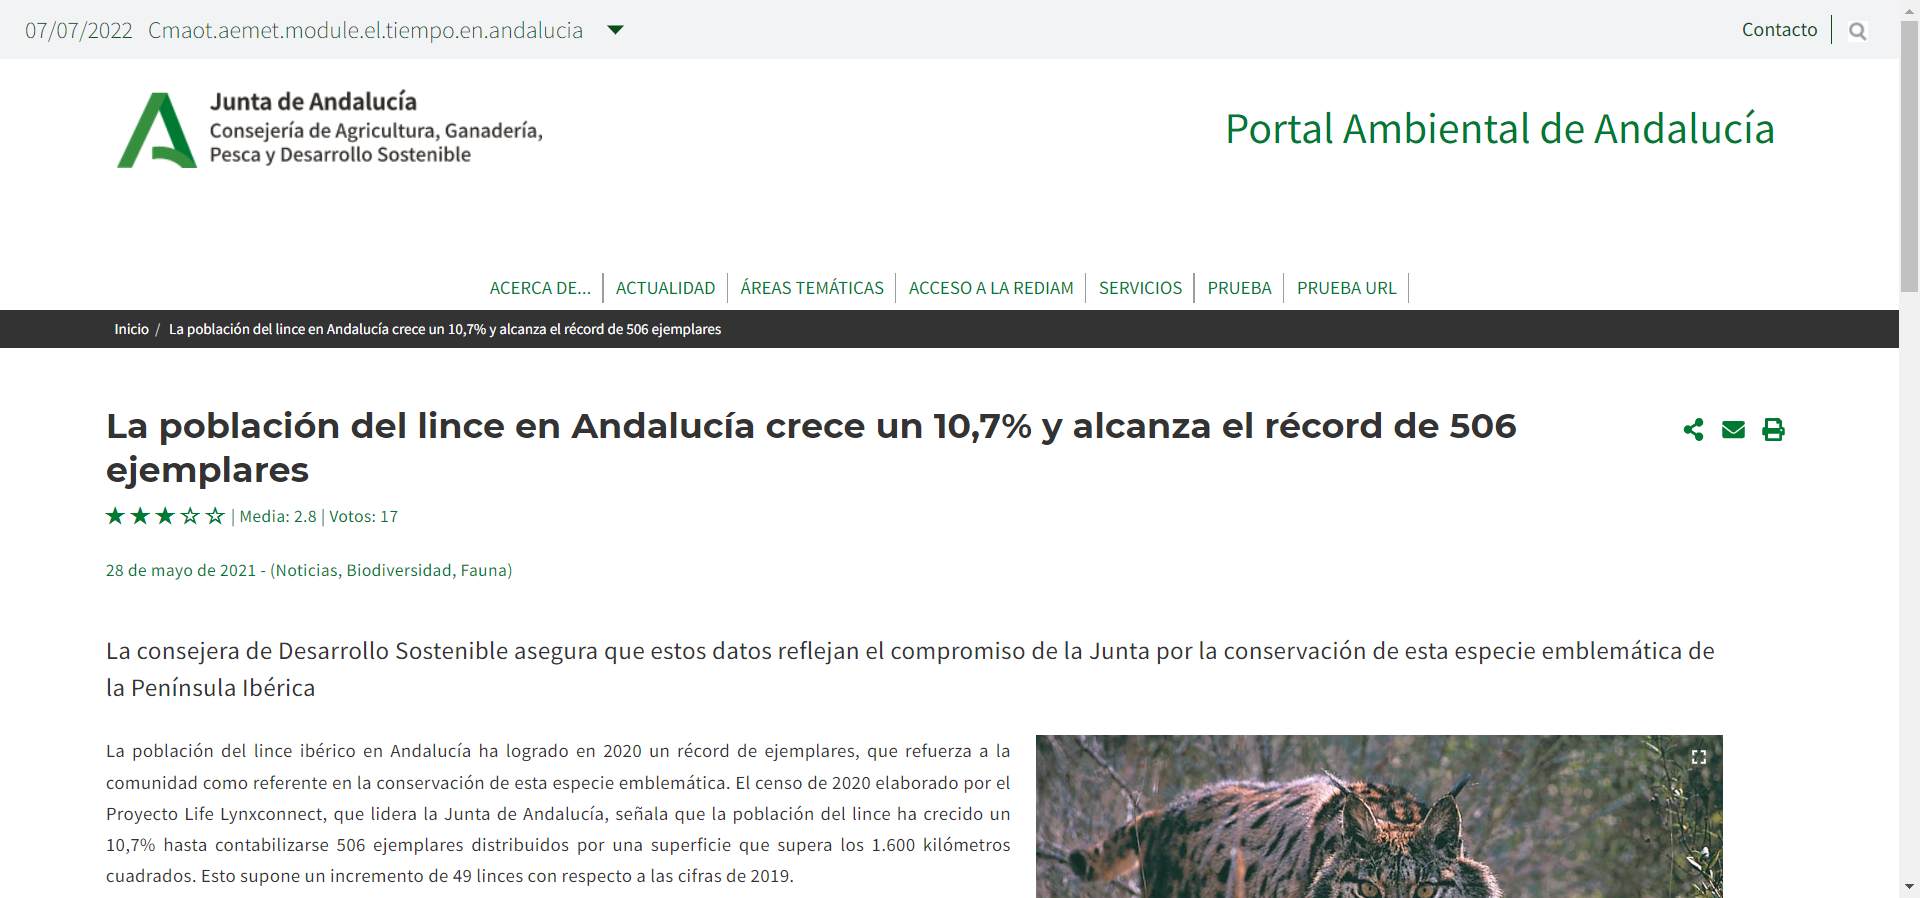 07/07/2022 Cmaot.aemet.module.el.tiempo.en.andalucia
Contacto
Junta de Andalucía
Consejería de Agricultura, Ganadería,
Pesca y Desarrollo Sostenible
Portal Ambiental de Andalucía
ACERCA DE... ACTUALIDAD ÁREAS TEMÁTICAS ACCESO A LA REDIAM SERVICIOS PRUEBA PRUEBA URL
Inicio / La población del lince en Andalucía crece un 10,7% y alcanza el récord de 506 ejemplares
La población del lince en Andalucía crece un 10,7% y alcanza el récord de 506
ejemplares
| Media: 2.8 | Votos: 17
28 de mayo de 2021 - (Noticias, Biodiversidad, Fauna)
La consejera de Desarrollo Sostenible asegura que estos datos reflejan el compromiso de la Junta por la conservación de esta especie emblemática de
la Península Ibérica
La población del lince ibérico en Andalucía ha logrado en 2020 un récord de ejemplares, que refuerza a la
comunidad como referente en la conservación de esta especie emblemática. El censo de 2020 elaborado por el
Proyecto Life Lynxconnect, que lidera la Junta de Andalucía, señala que la población del lince ha crecido un
10,7% hasta contabilizarse 506 ejemplares distribuidos por una superficie que supera los 1.600 kilómetros
cuadrados. Esto supone un incremento de 49 linces con respecto a las cifras de 2019.